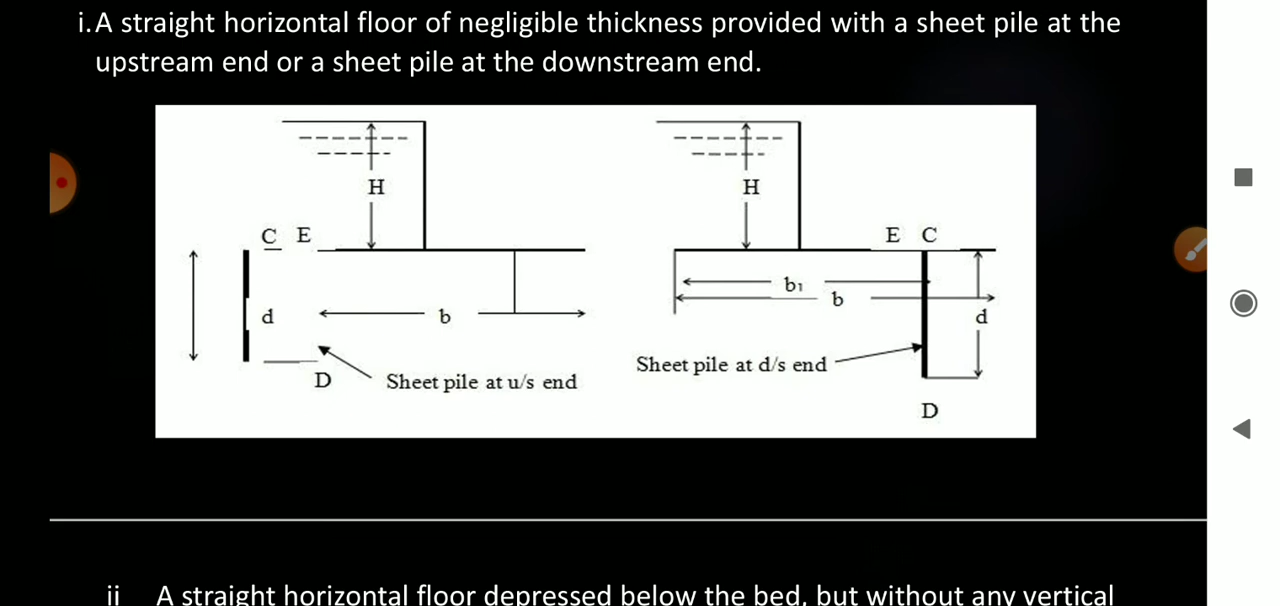 i. A straight horizontal floor of negligible thickness provided with a sheet pile at the
upstream end or a sheet pile at the downstream end.
H
C E
d
b
D
Sheet pile at u/s end
H
E C
b₁
b
d
Sheet pile at d/s end
D
ii A straight horizontal floor depressed below the bed, but without any vertical